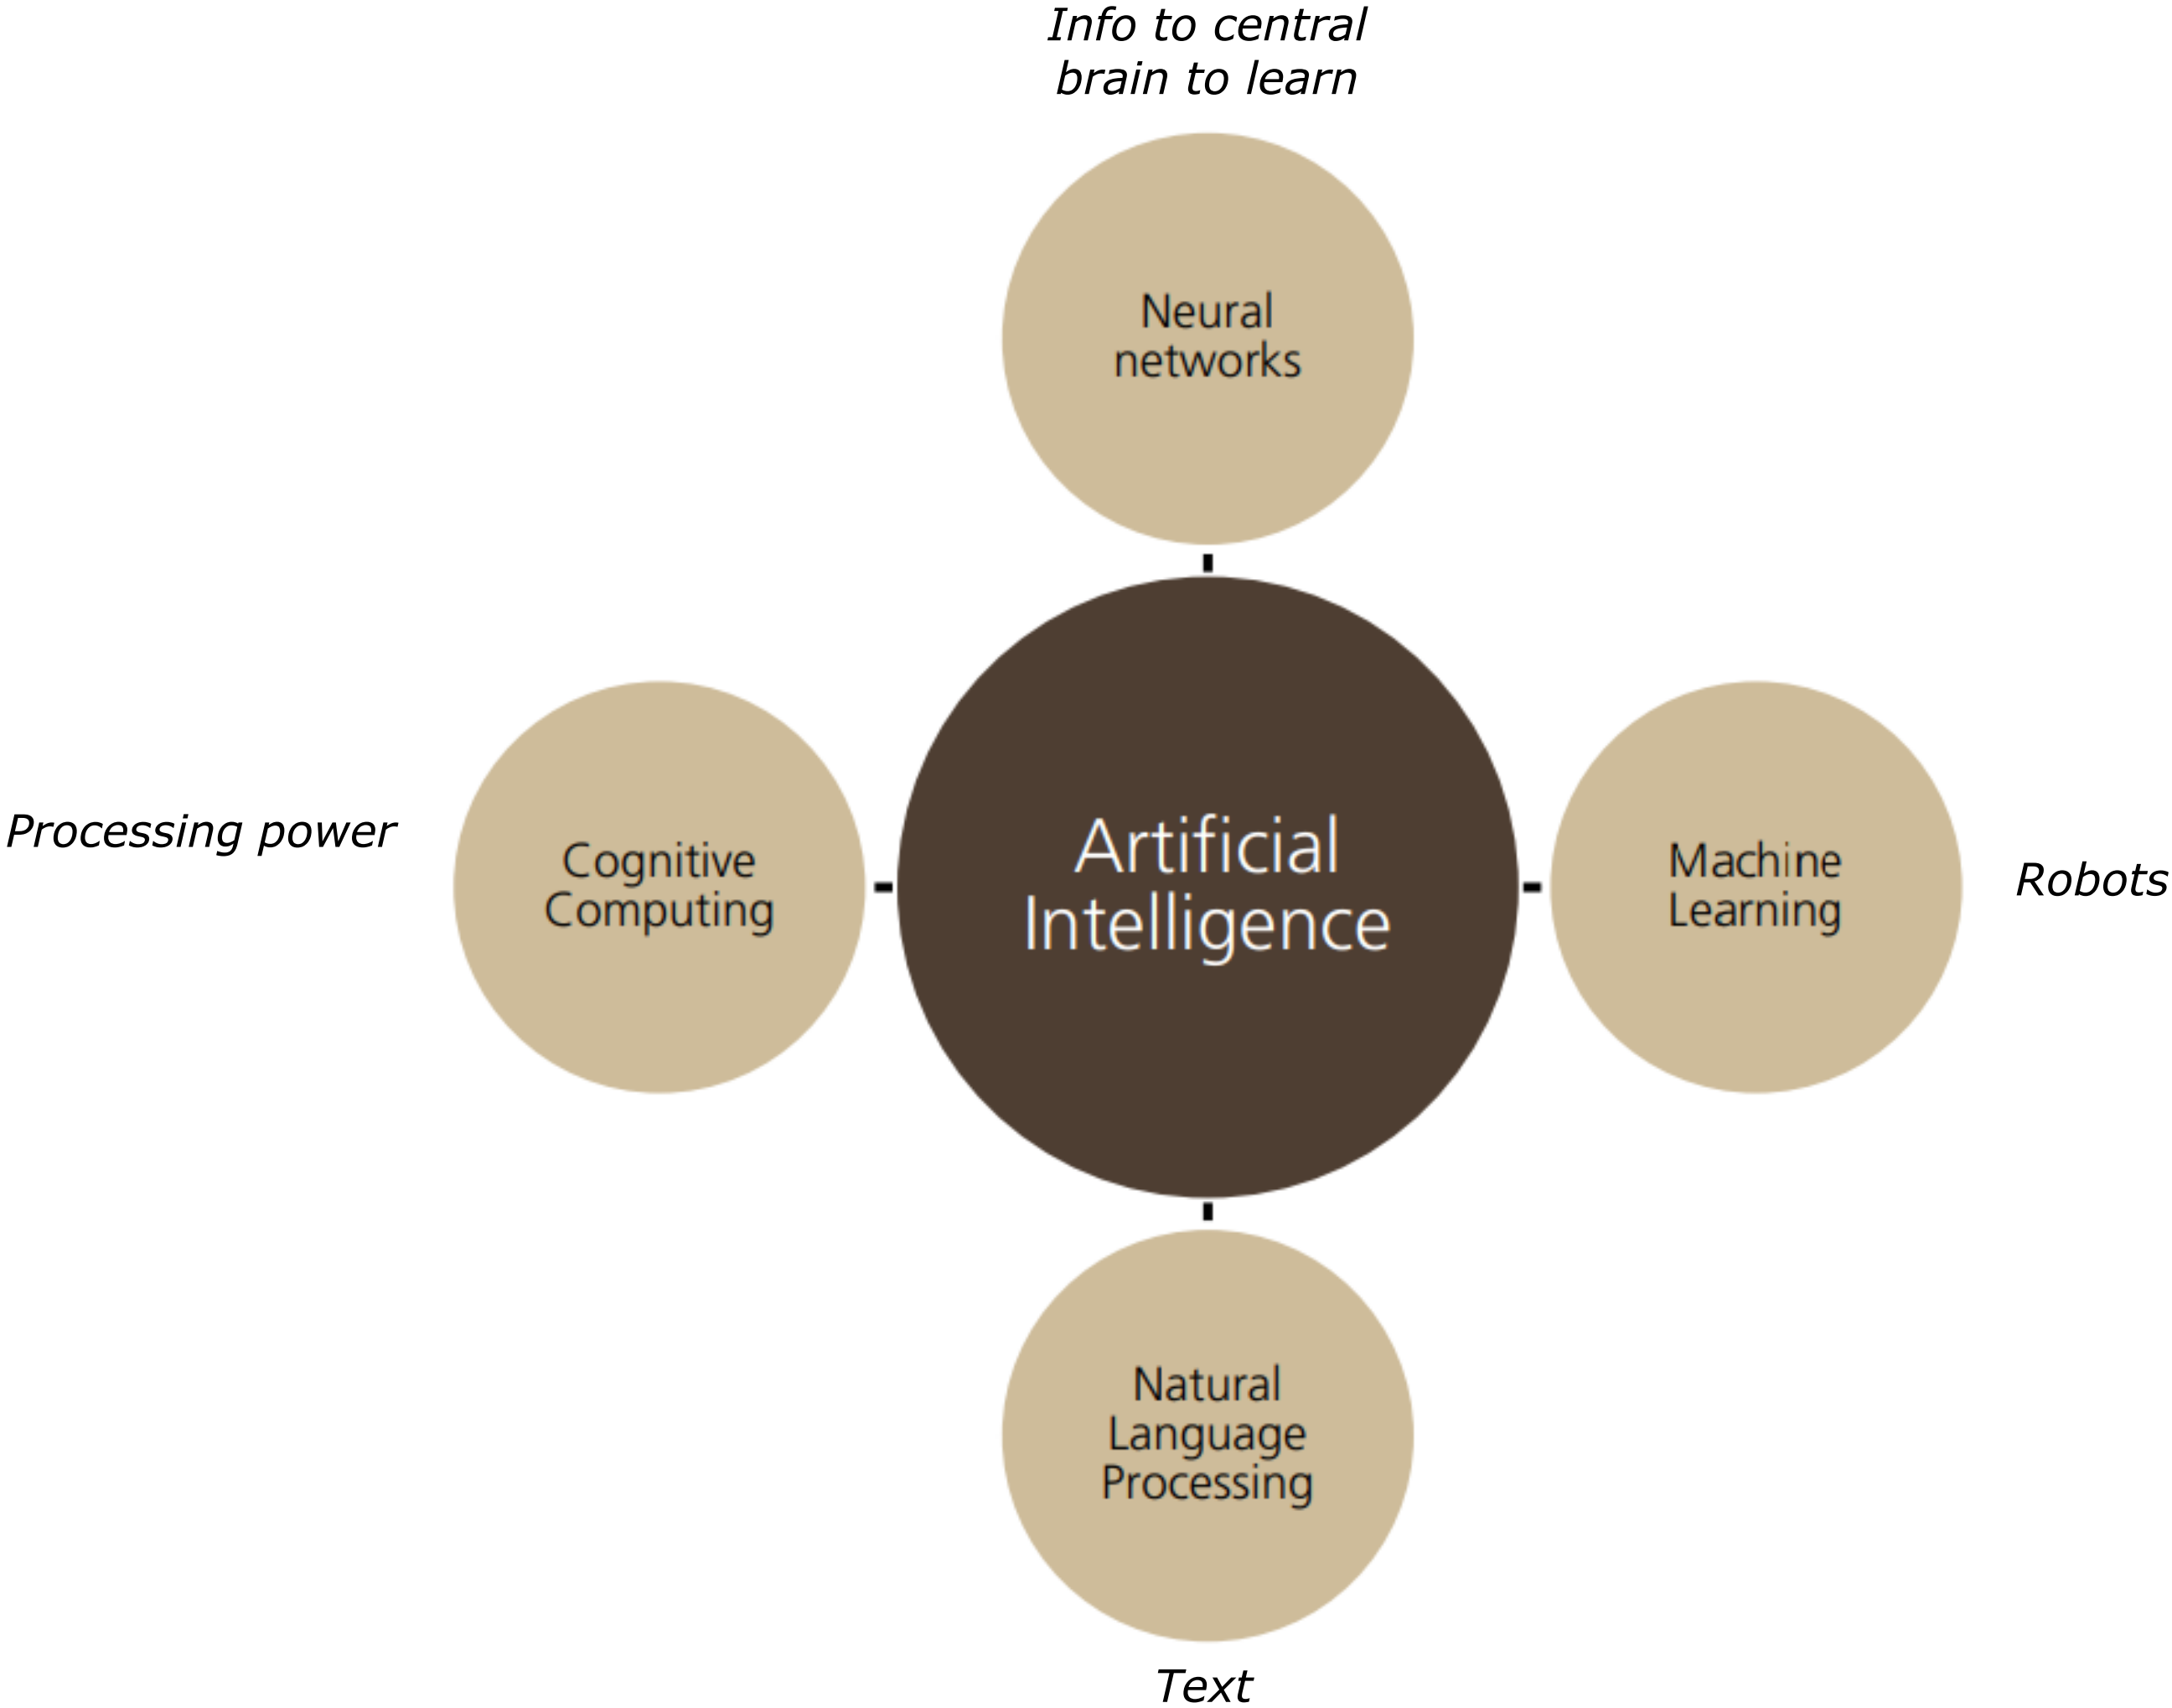 Info to central
brain to learn
Neural
networks
Processing power
Cognitive
Computing
Artificial
Intelligence
Machine
Learning
Robots
Natural
Language
Processing
Text